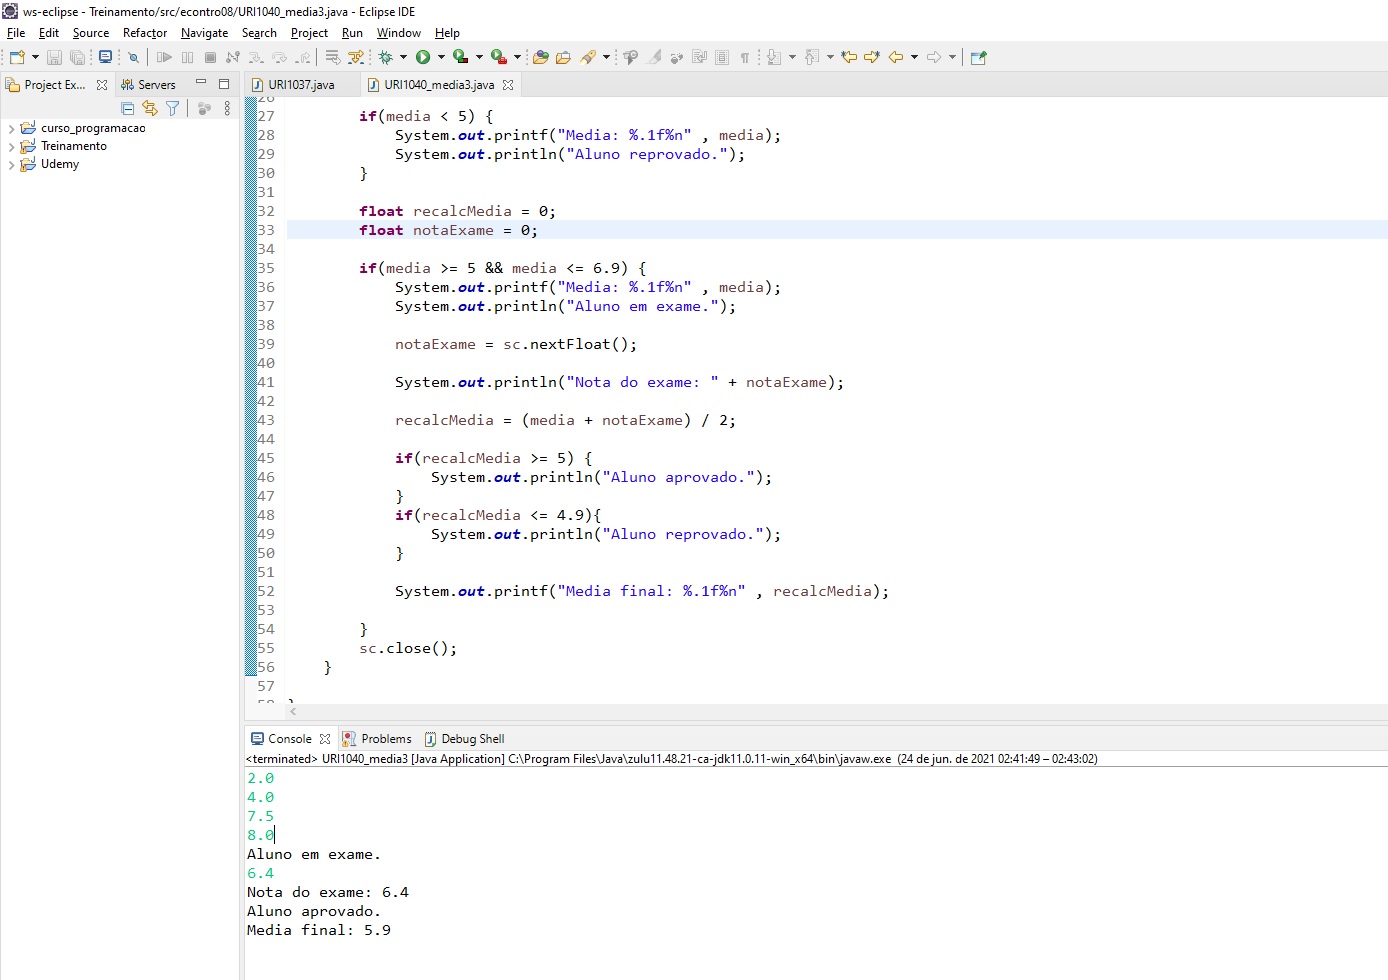 ws-eclipse - Treinamento/src/econtro08/URI1040_media3.java - Eclipse IDE
File Edit Source Refactor Navigate Search Project Run Window Help
Project Ex... Servers
URI1037.java URI1040_media3.java
curso_programacao
Treinamento
Udemy
26
27 if(media < 5) {
28 System.out.printf("Media: %.1f%n" , media);
29 System.out.println("Aluno reprovado.");
30 }
31
32 float recalcMedia = 0;
33 float notaExame = 0;
34
35 if(media >= 5 && media <= 6.9) {
36 System.out.printf("Media: %.1f%n" , media);
37 System.out.println("Aluno em exame.");
38
39 notaExame = sc.nextFloat();
40
41 System.out.println("Nota do exame: " + notaExame);
42
43 recalcMedia = (media + notaExame) / 2;
44
45 if(recalcMedia >= 5) {
46 System.out.println("Aluno aprovado.");
47 }
48 if(recalcMedia <= 4.9){
49 System.out.println("Aluno reprovado.");
50 }
51
52 System.out.printf("Media final: %.1f%n" , recalcMedia);
53
54 }
55 sc.close();
56 }
57
58 }
Console Problems Debug Shell
<terminated> URI1040_media3 [Java Application] C:\Program Files\Java\zulu11.48.21-ca-jdk11.0.11-win_x64\bin\javaw.exe (24 de jun. de 2021 02:41:49 – 02:43:02)
2.0
4.0
7.5
8.0
Aluno em exame.
6.4
Nota do exame: 6.4
Aluno aprovado.
Media final: 5.9